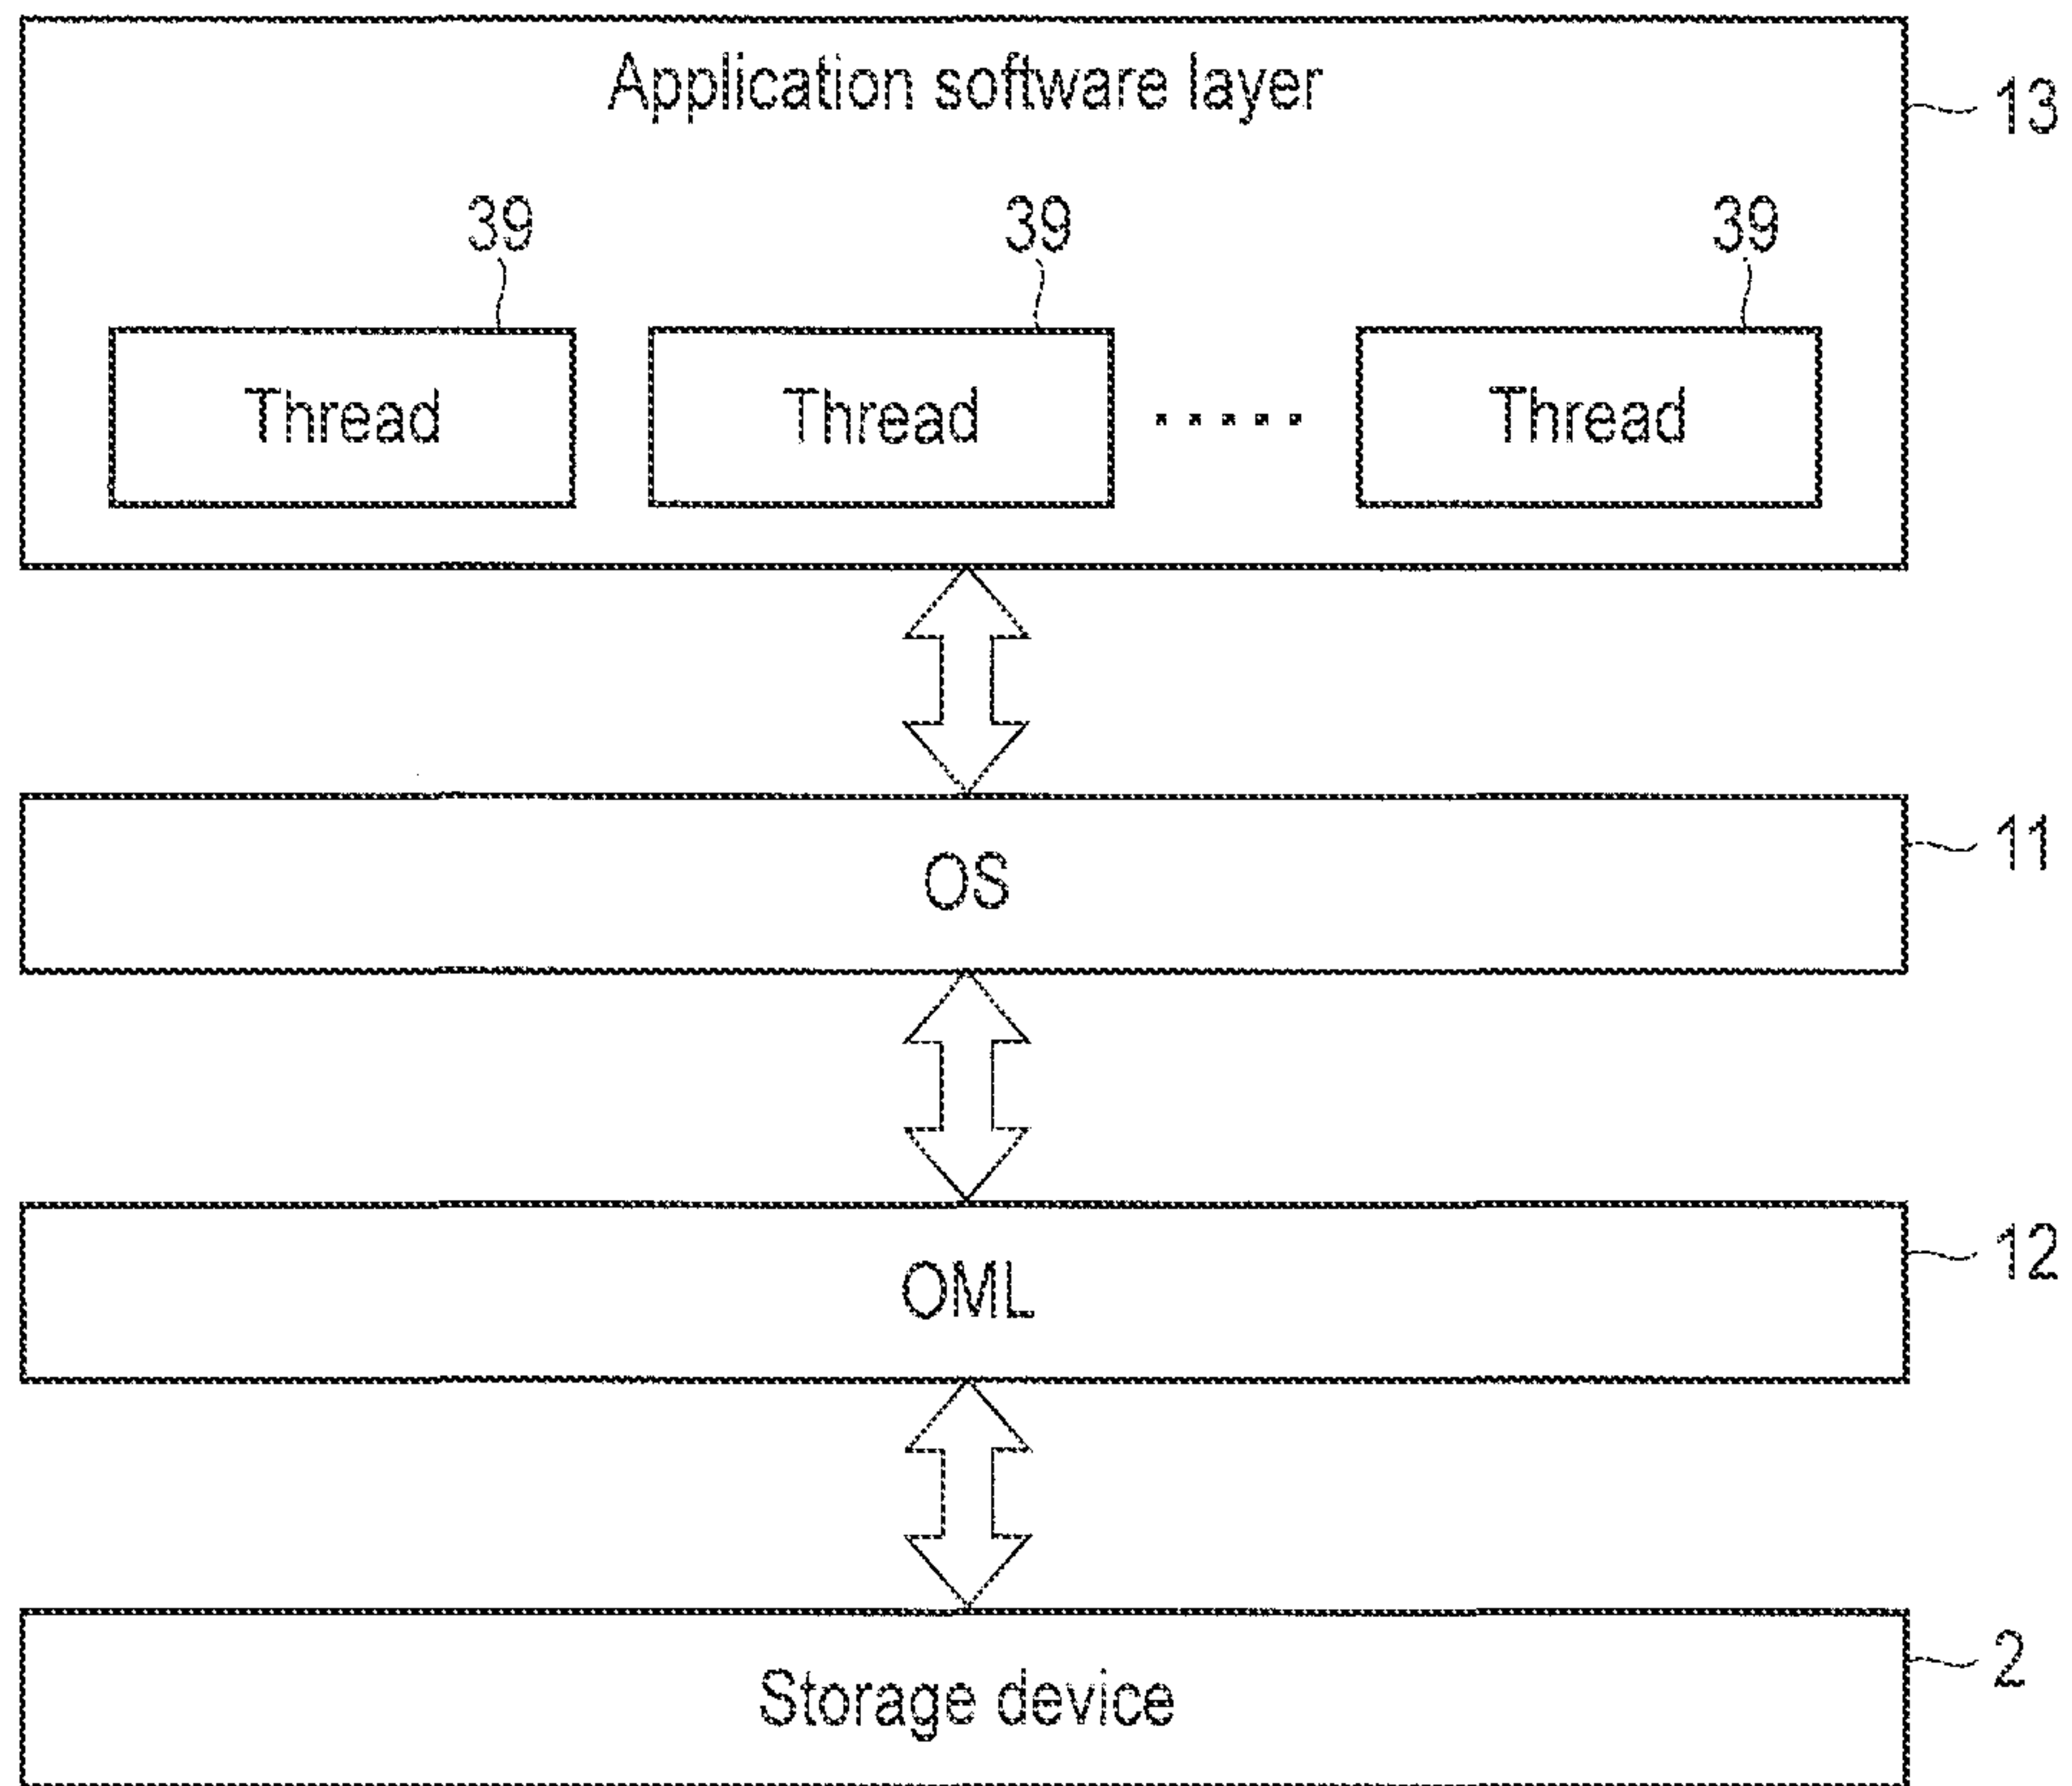 Application software layer
13
39 39 39
Thread Thread ..... Thread
OS
11
OML
12
Storage device
2